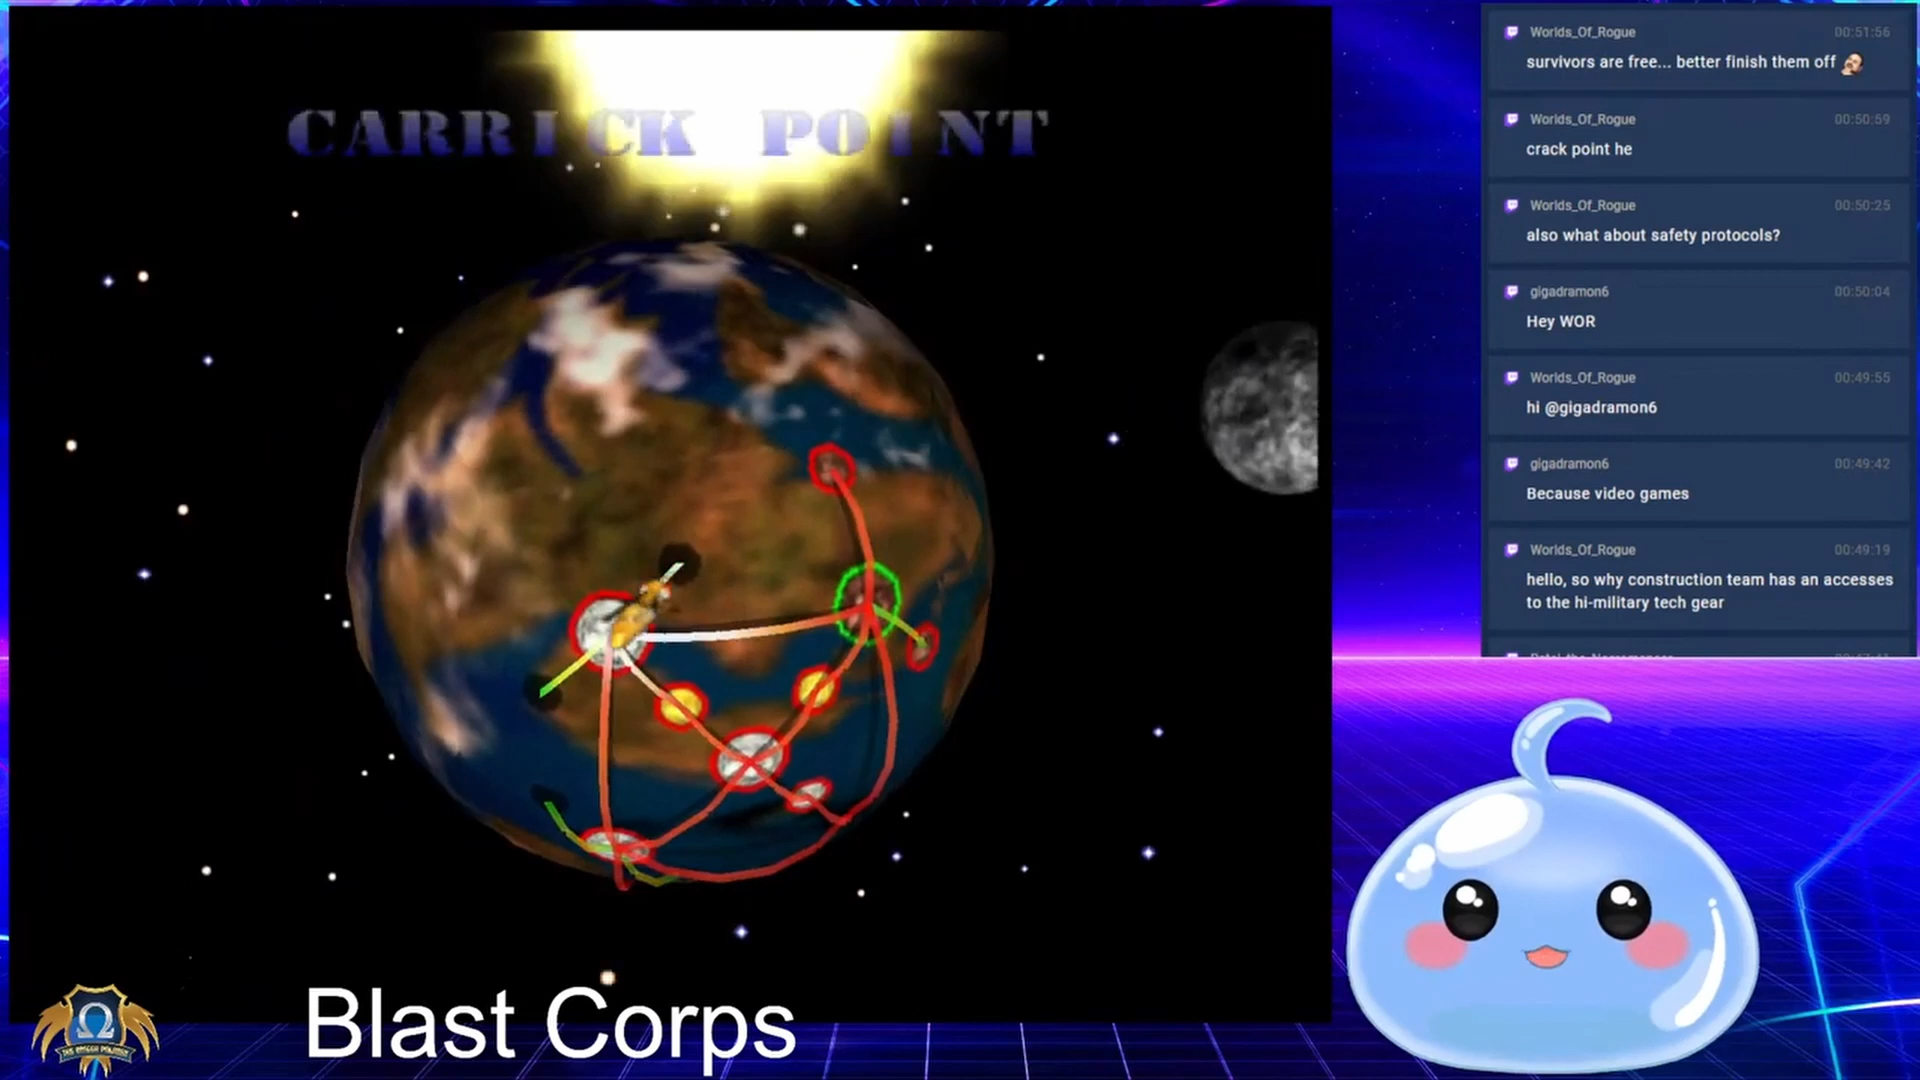 CARRICK POINT
Worlds_Of_Rogue 00:51:56
survivors are free... better finish them off
Worlds_Of_Rogue 00:50:59
crack point he
Worlds_Of_Rogue 00:50:25
also what about safety protocols?
gigadramon6 00:50:04
Hey WOR
Worlds_Of_Rogue 00:49:55
hi @gigadramon6
gigadramon6 00:49:42
Because video games
Worlds_Of_Rogue 00:49:19
hello, so why construction team has an accesses
to the hi-military tech gear
Blast Corps